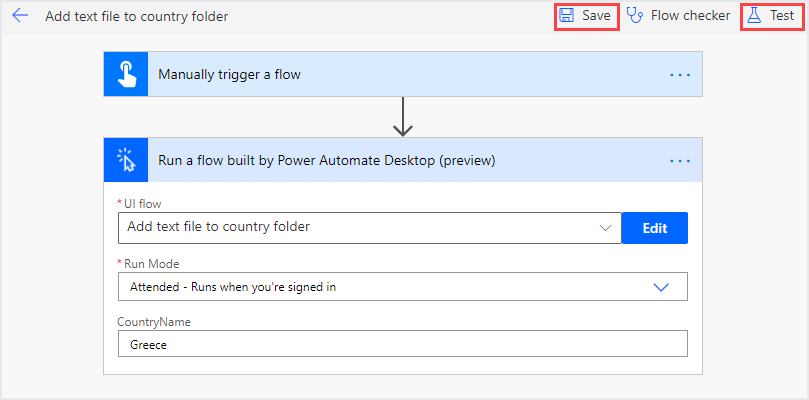 Add text file to country folder
Save
Flow checker
Test
Manually trigger a flow
Run a flow built by Power Automate Desktop (preview)
*UI flow
Add text file to country folder
Edit
*Run Mode
Attended - Runs when you're signed in
CountryName
Greece